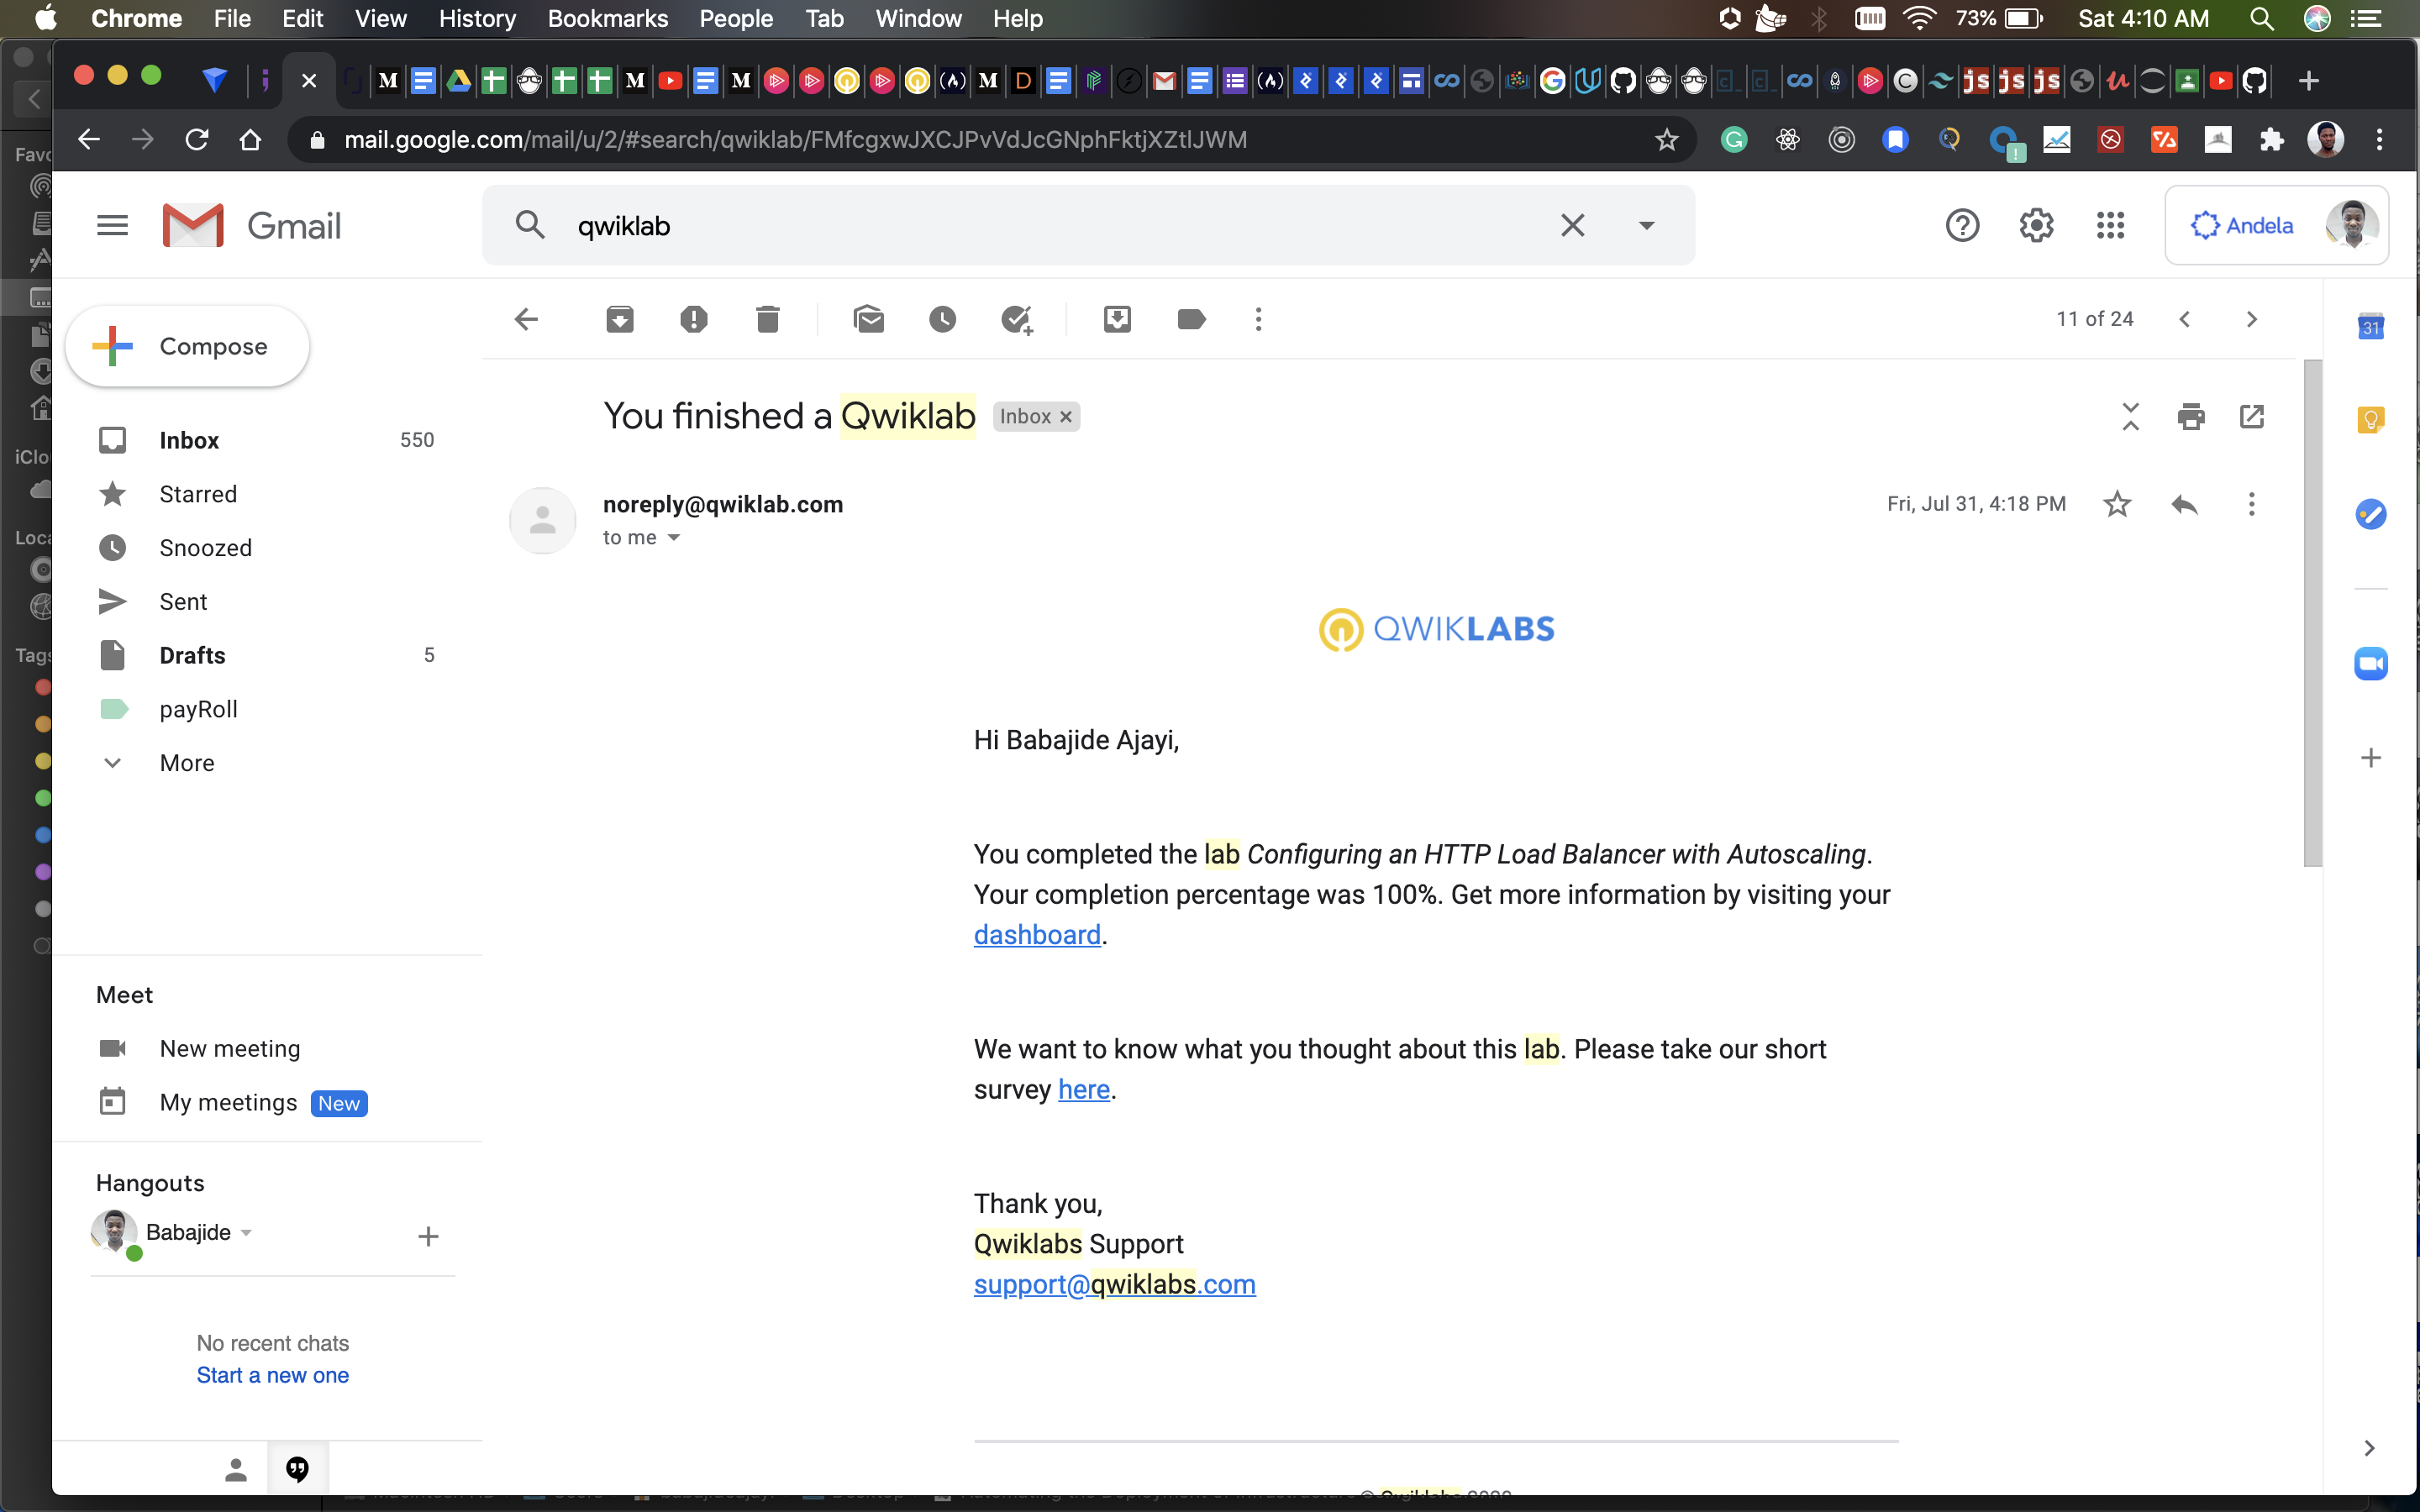 Chrome File Edit View History Bookmarks People Tab Window Help 73% Sat 4:10 AM
mail.google.com/mail/u/2/#search/qwiklab/FMfcgxwJXCJPvVdJcGNphFktjXZtlJWM
Gmail
qwiklab
Andela
Compose
11 of 24
Inbox 550
Starred
Snoozed
Sent
Drafts 5
payRoll
More
Meet
New meeting
My meetings New
Hangouts
Babajide
No recent chats
Start a new one
You finished a Qwiklab Inbox x
noreply@qwiklab.com
Fri, Jul 31, 4:18 PM
to me
QWIKLABS
Hi Babajide Ajayi,
You completed the lab Configuring an HTTP Load Balancer with Autoscaling.
Your completion percentage was 100%. Get more information by visiting your
dashboard.
We want to know what you thought about this lab. Please take our short
survey here.
Thank you,
Qwiklabs Support
support@qwiklabs.com
31
Favo
iClo
Loca
Tags